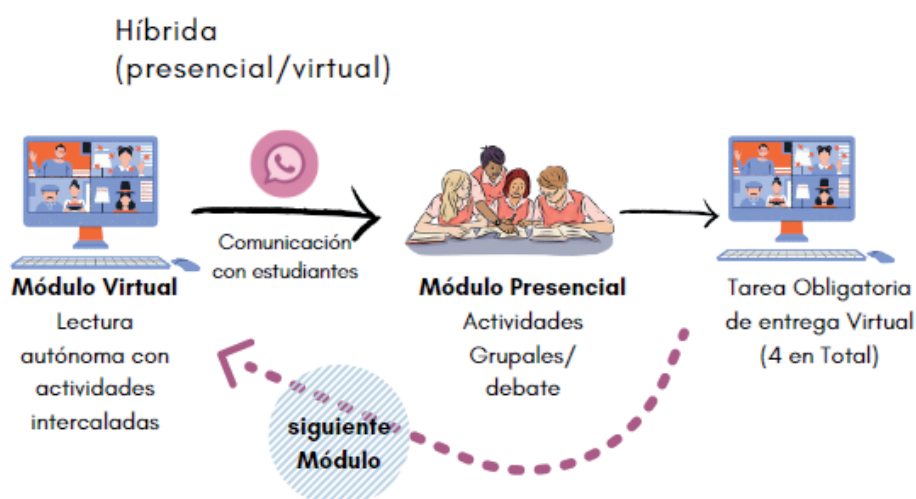 Híbrida
(presencial/virtual)
Comunicación
con estudiantes
Módulo Virtual
Lectura
autónoma con
actividades
intercaladas
Módulo Presencial
Actividades
Grupales/
debate
Tarea Obligatoria
de entrega Virtual
(4 en Total)
siguiente
Módulo